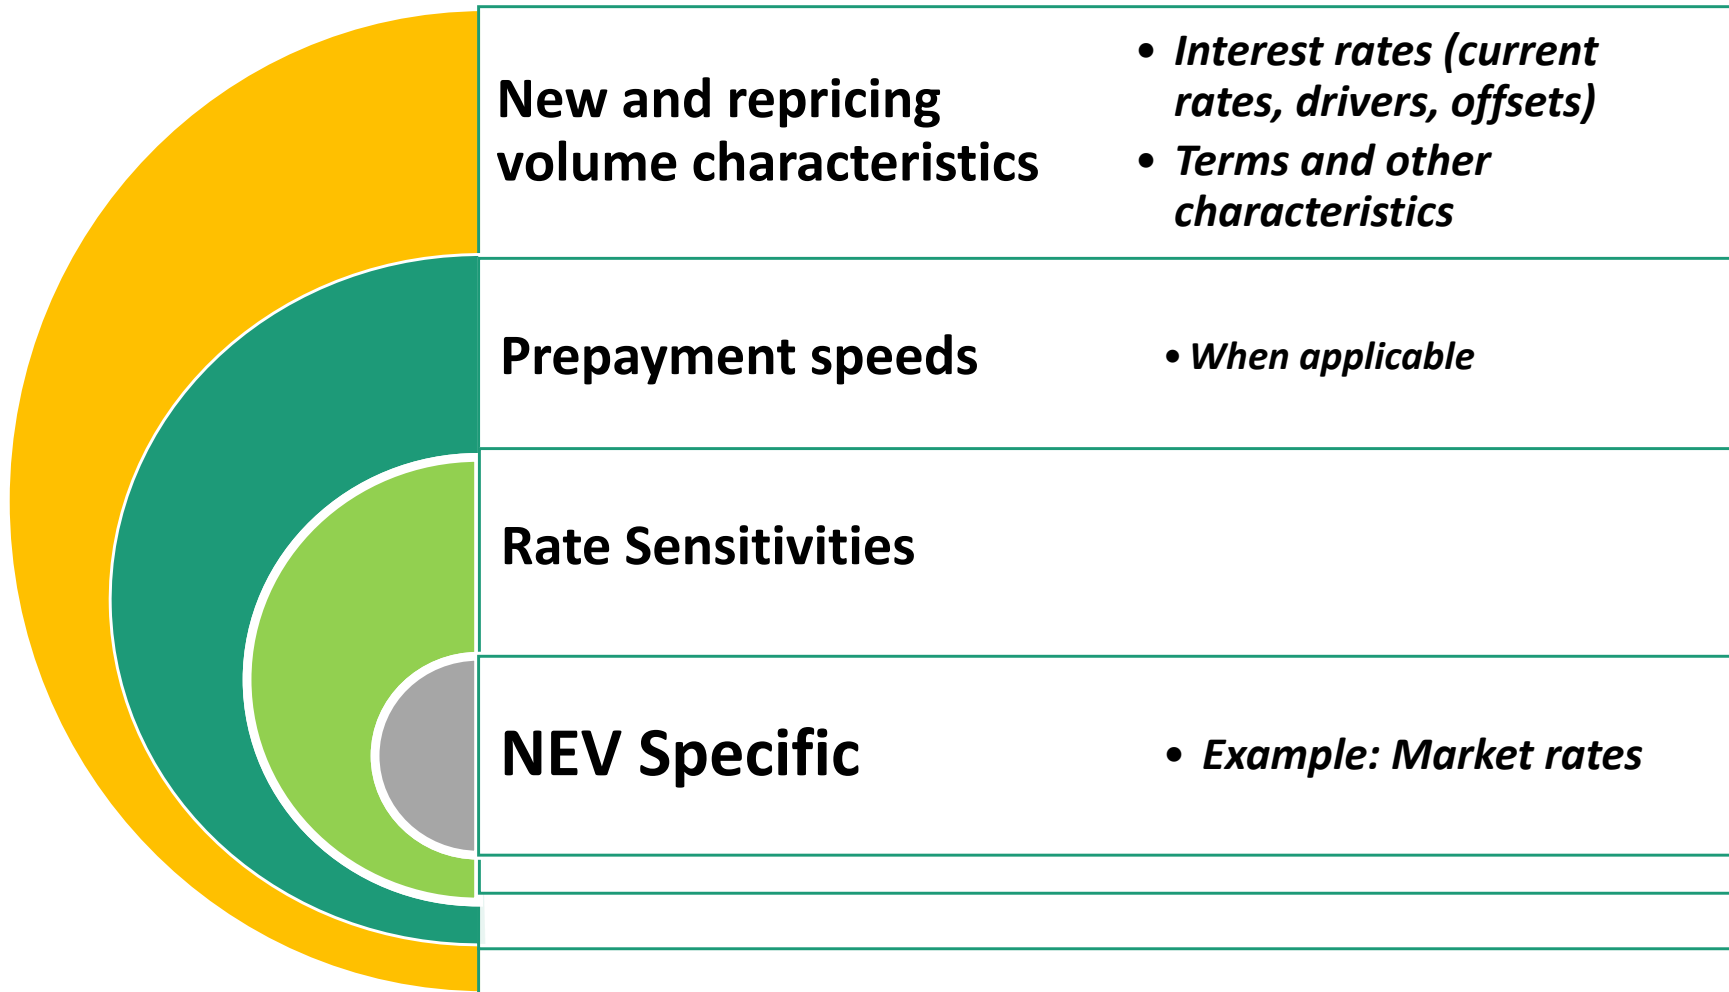 New and repricing
volume characteristics
• Interest rates (current
rates, drivers, offsets)
• Terms and other
characteristics
Prepayment speeds
• When applicable
Rate Sensitivities
NEV Specific
• Example: Market rates